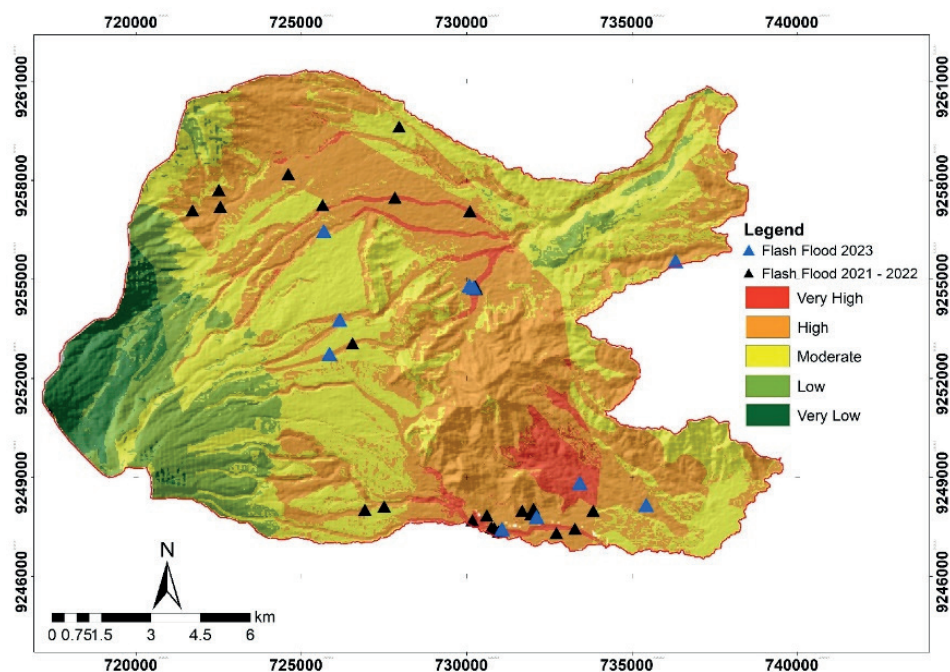 720000 725000 730000 735000 740000
9261000 9261000
9258000 9258000
Legend
Flash Flood 2023
9255000 Flash Flood 2021 - 2022 9255000
Very High
High
Moderate
9252000 9252000
Low
Very Low
9249000 9249000
N
9246000 9246000
km
0 0.75 1.5 3 4.5 6
720000 725000 730000 735000 740000